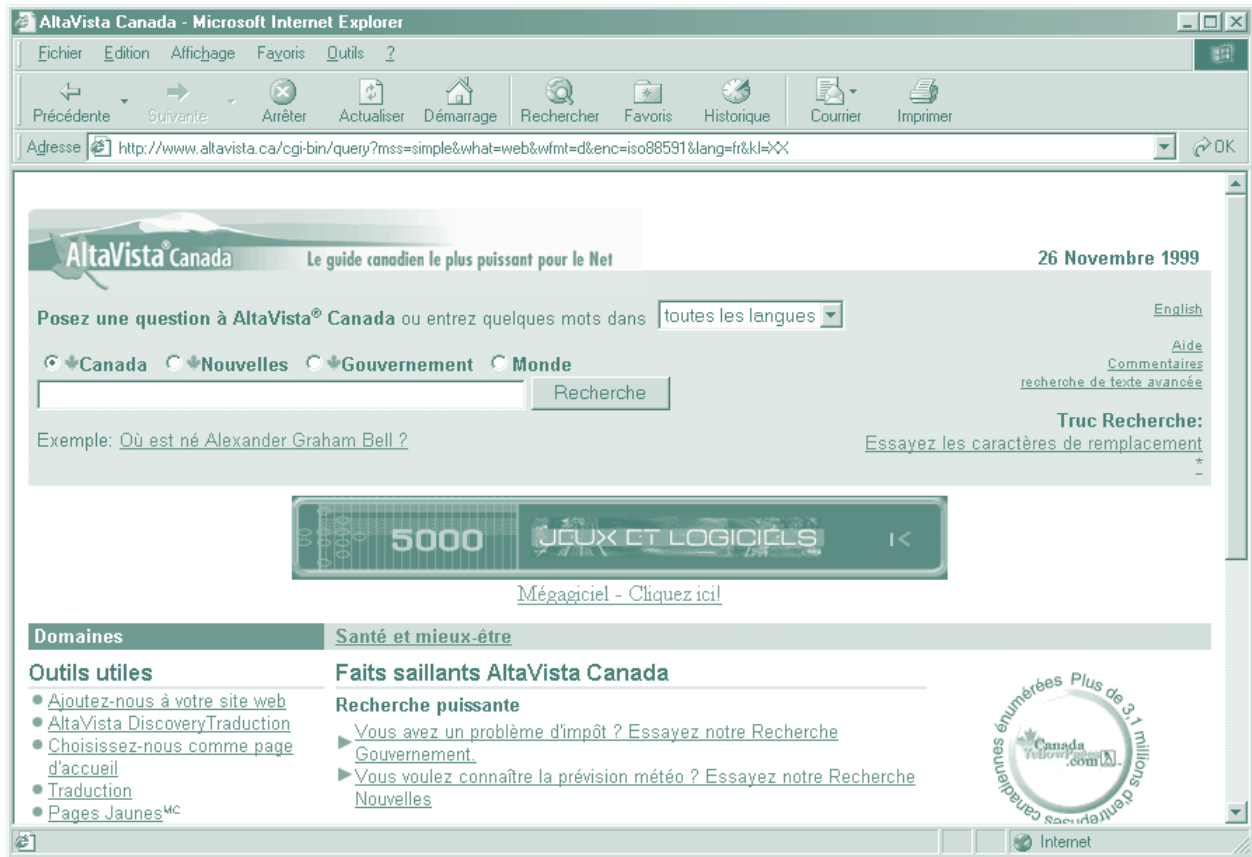 AltaVista Canada - Microsoft Internet Explorer
Fichier Edition Affichage Favoris Outils ?
Précédente Suivante Arrêter Actualiser Démarrage Rechercher Favoris Historique Courrier Imprimer
Adresse http://www.altavista.ca/cgi-bin/query?mss=simple&what=web&wfmt=d&enc=iso88591&lang=fr&kl=XX OK
AltaVista® Canada Le guide canadien le plus puissant pour le Net
26 Novembre 1999
Posez une question à AltaVista® Canada ou entrez quelques mots dans toutes les langues
English
Canada Nouvelles Gouvernement Monde
Aide
Commentaires
recherche de texte avancée
Recherche
Truc Recherche:
Exemple: Où est né Alexander Graham Bell ?
Essayez les caractères de remplacement
*
5000 JEUX ET LOGICIELS
Mégagiciel - Cliquez ici!
Domaines Santé et mieux-être
Outils utiles
Ajoutez-nous à votre site web
AltaVista DiscoveryTraduction
Choisissez-nous comme page
d'accueil
Traduction
Pages Jaunes MC
Faits saillants AltaVista Canada
Recherche puissante
Vous avez un problème d'impôt ? Essayez notre Recherche
Gouvernement.
Vous voulez connaître la prévision météo ? Essayez notre Recherche
Nouvelles
Plus de 3,1 millions d'entreprises canadiennes énumérées
Canada
YellowPages
.com
Internet